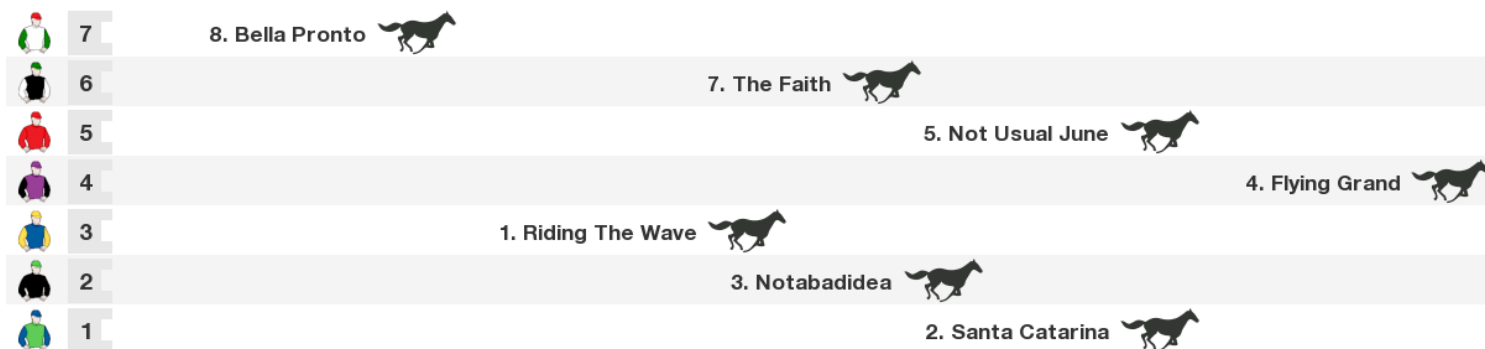 7 8. Bella Pronto
6 7. The Faith
5 5. Not Usual June
4 4. Flying Grand
3 1. Riding The Wave
2 3. Notabadidea
1 2. Santa Catarina